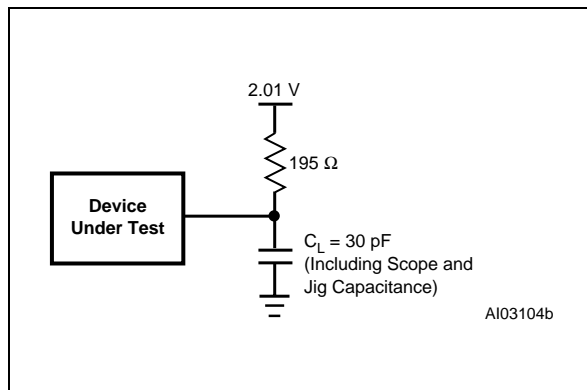 2.01 V
195 Ω
Device
Under Test
C_L = 30 pF
(Including Scope and
Jig Capacitance)
AI03104b